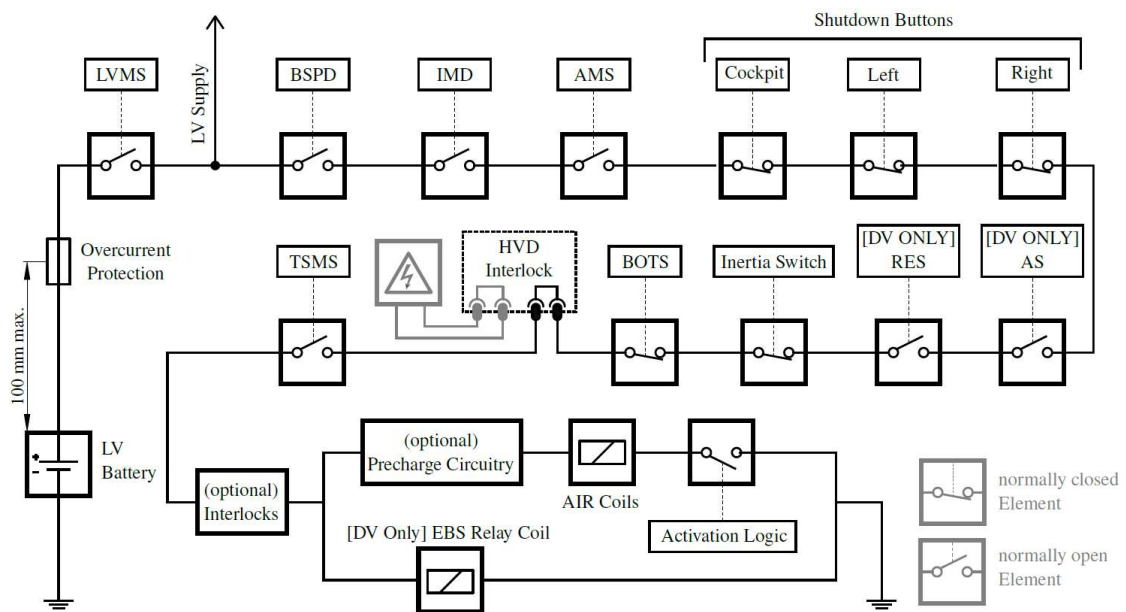 Shutdown Buttons
LVMS
BSPD
IMD
AMS
Cockpit
Left
Right
LV Supply
Overcurrent
Protection
100 mm max.
TSMS
HVD
Interlock
BOTS
Inertia Switch
[DV ONLY]
RES
[DV ONLY]
AS
LV
Battery
+
-
(optional)
Interlocks
(optional)
Precharge Circuitry
AIR Coils
Activation Logic
[DV Only] EBS Relay Coil
normally closed
Element
normally open
Element